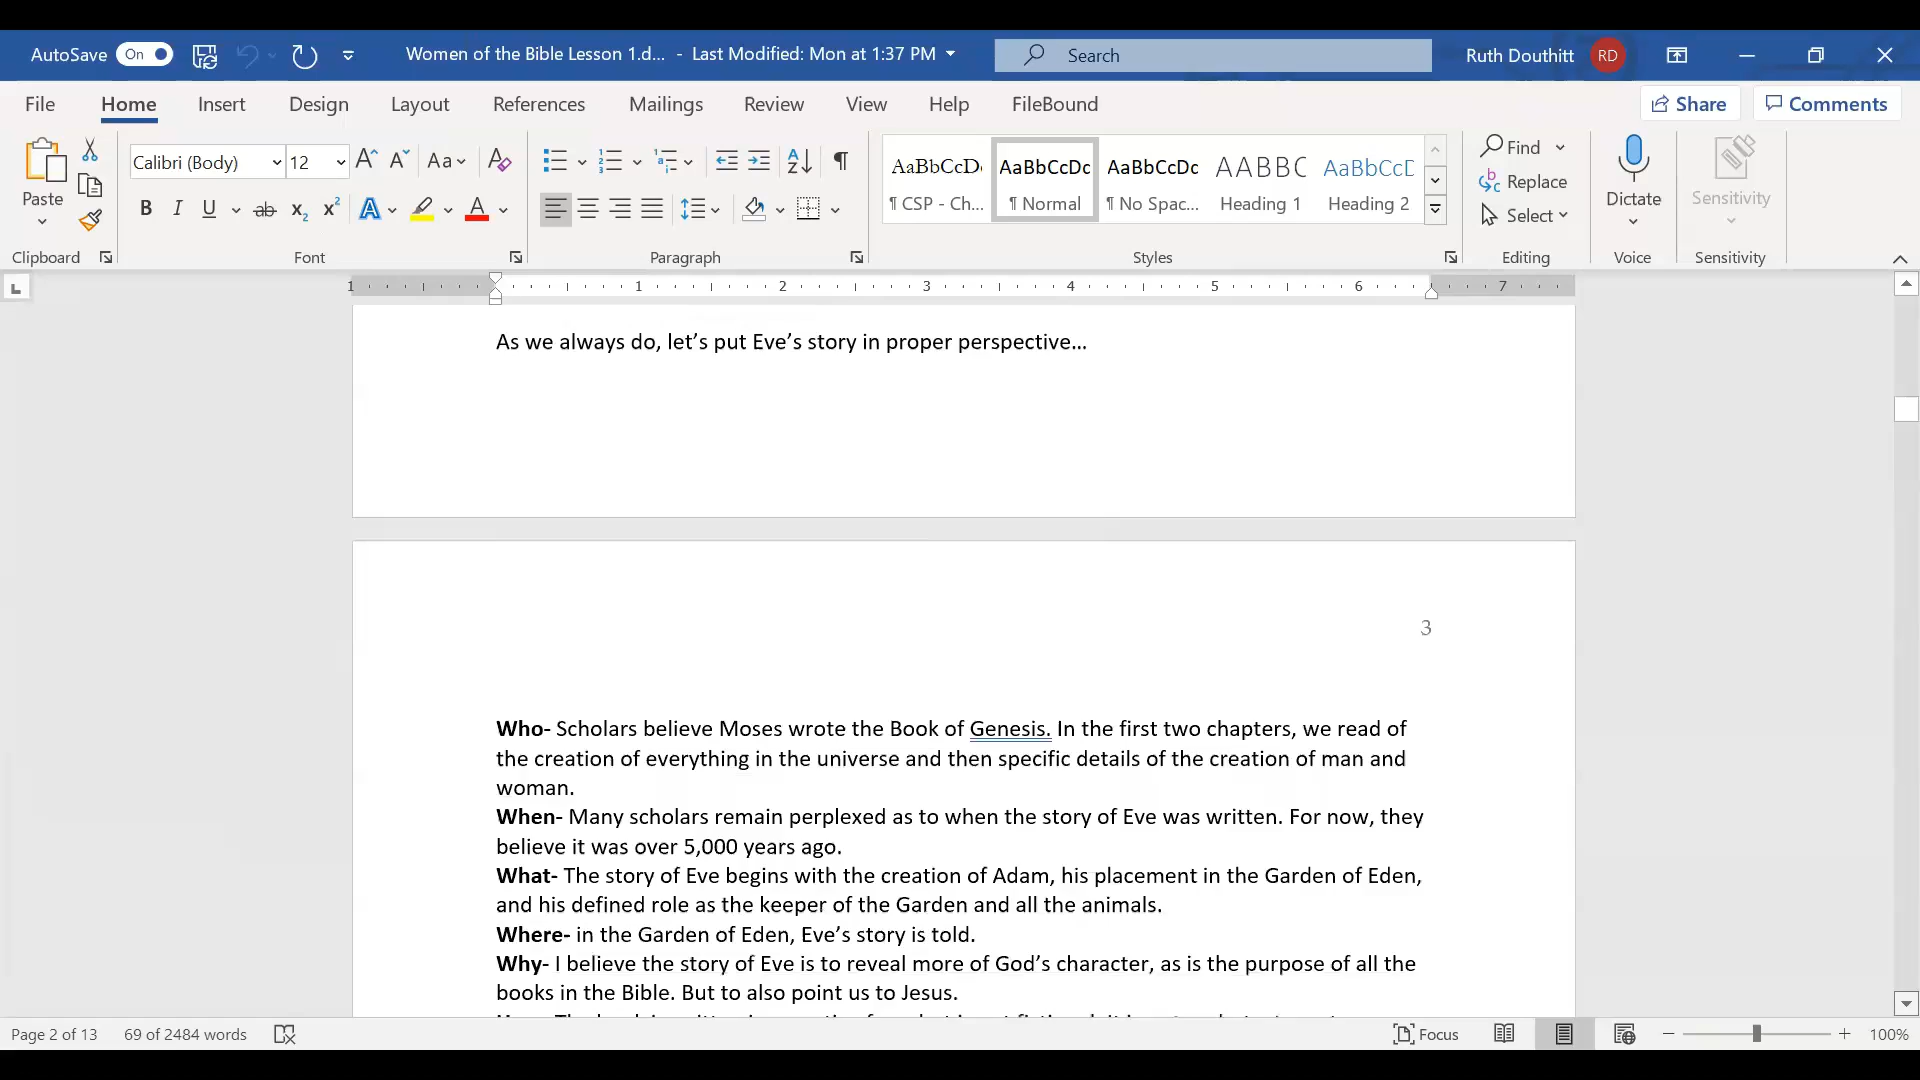 AutoSave On Women of the Bible Lesson 1.d... - Last Modified: Mon at 1:37 PM Search Ruth Douthitt RD
File Home Insert Design Layout References Mailings Review View Help FileBound Share Comments
Paste Calibri (Body) 12 Aa AaBbCcDc AaBbCcDc AaBbCcDc AABBC AaBbCcD Find Replace Select Dictate Sensitivity
¶ CSP - Ch... ¶ Normal ¶ No Spac... Heading 1 Heading 2
Clipboard Font Paragraph Styles Editing Voice Sensitivity
1 1 2 3 4 5 6 7
As we always do, let’s put Eve’s story in proper perspective…
3
Who- Scholars believe Moses wrote the Book of Genesis. In the first two chapters, we read of
the creation of everything in the universe and then specific details of the creation of man and
woman.
When- Many scholars remain perplexed as to when the story of Eve was written. For now, they
believe it was over 5,000 years ago.
What- The story of Eve begins with the creation of Adam, his placement in the Garden of Eden,
and his defined role as the keeper of the Garden and all the animals.
Where- in the Garden of Eden, Eve’s story is told.
Why- I believe the story of Eve is to reveal more of God’s character, as is the purpose of all the
books in the Bible. But to also point us to Jesus.
Page 2 of 13 69 of 2484 words Focus 100%